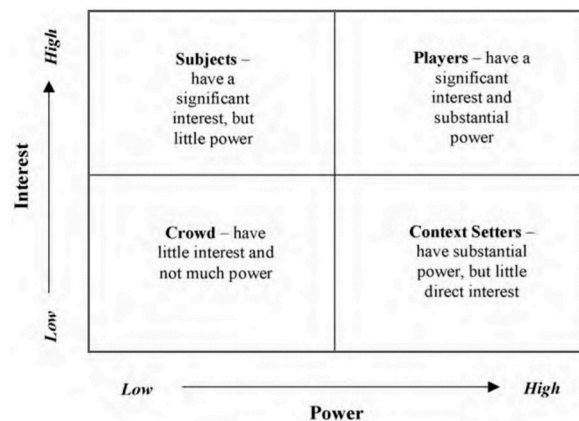 High
Interest
Low
Subjects –
have a
significant
interest, but
little power
Players – have a
significant
interest and
substantial
power
Crowd – have
little interest and
not much power
Context Setters –
have substantial
power, but little
direct interest
Low
High
Power